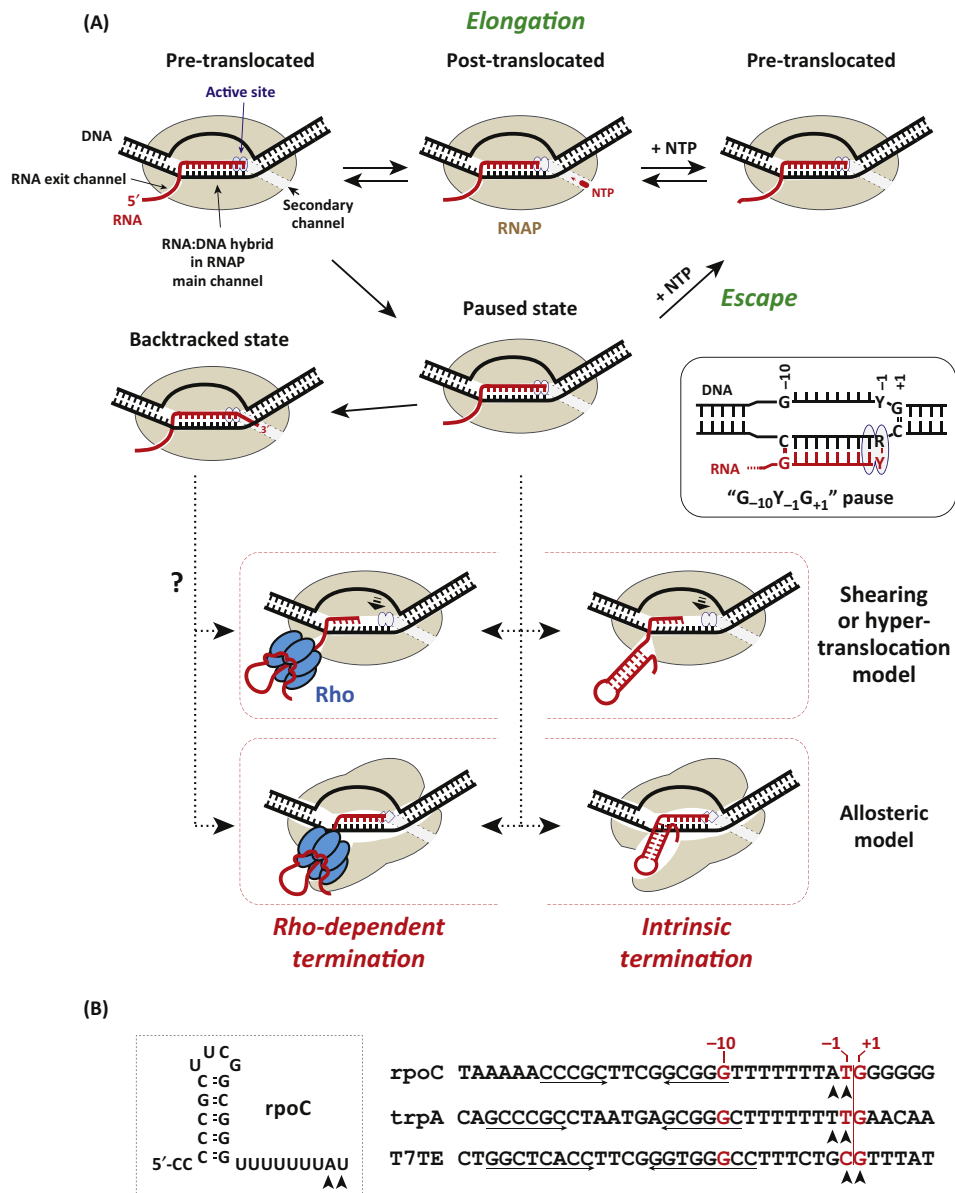 (A)
Elongation
Pre-translocated
Post-translocated
Pre-translocated
Active site
DNA
+ NTP
RNA exit channel
5′
RNA
Secondary
channel
NTP
RNAP
RNA:DNA hybrid
in RNAP
main channel
+ NTP
Escape
Paused state
Backtracked state
3′
–10
–1
+1
DNA
G
Y
G
C
C
R
RNA
G
Y
“G–10Y–1G+1” pause
?
Rho
Shearing
or hyper-
translocation
model
Allosteric
model
Rho-dependent
termination
Intrinsic
termination
(B)
U C
U G
C = G
G = C
C = G
C = G
C = G
5′-CC
UUUUUUUAU
rpoC
–10
–1
+1
rpoC TAAAAACCCGCTTCGGCGGGTTTTTTTATGGGGGG
trpA CAGCCCGCCTAATGAGCGGGCTTTTTTTTGAACAA
T7TE CTGGCTCACCTTCGGGTGGGCCTTTCTGCGTTTAT